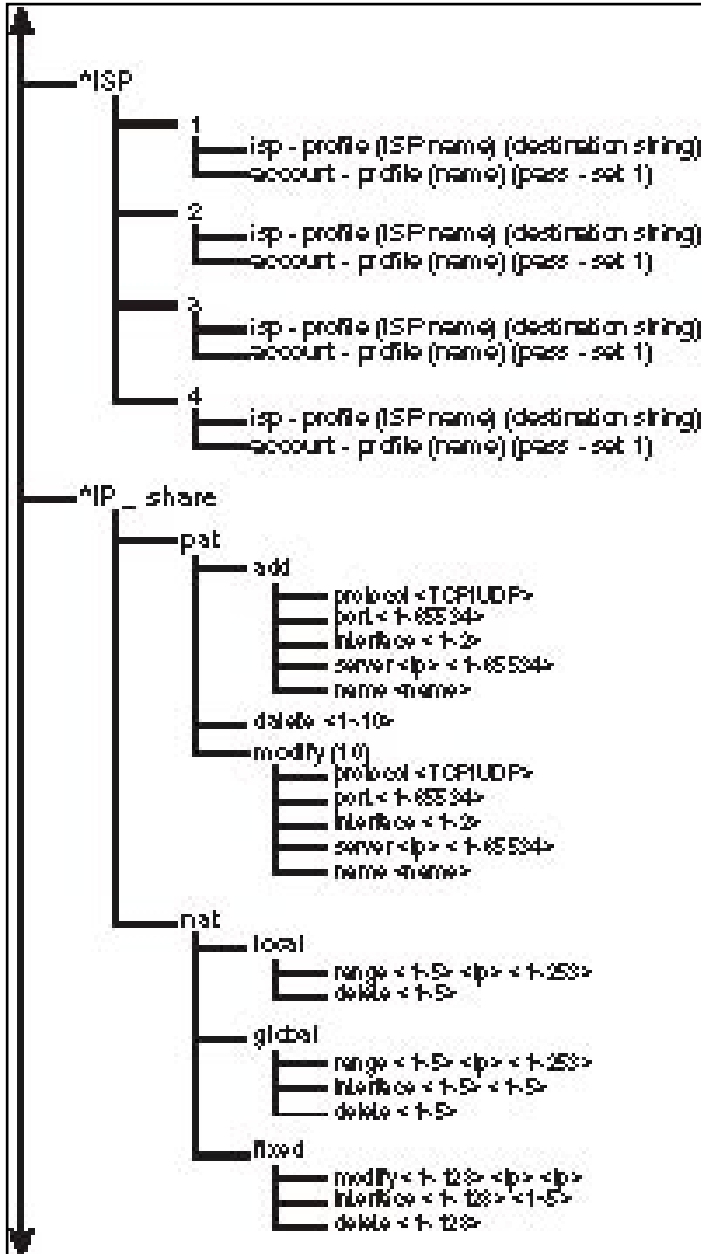 ^ISP
1
isp - profile (ISP name) (destination string)
account - profile (name) (pass - set 1)
2
isp - profile (ISP name) (destination string)
account - profile (name) (pass - set 1)
3
isp - profile (ISP name) (destination string)
account - profile (name) (pass - set 1)
4
isp - profile (ISP name) (destination string)
account - profile (name) (pass - set 1)
^IP _ share
pat
add
protocol <TCP1UDP>
port < 1-65534>
interface < 1-2>
server <ip> < 1-65534>
name <name>
dalete <1-10>
modify (10)
protocol <TCP1UDP>
port < 1-65534>
interface < 1-2>
server <ip> < 1-65534>
name <name>
nat
local
range < 1-5> <ip> < 1-253>
delete < 1-5>
global
range < 1-5> <ip> < 1-253>
interface < 1-5> < 1-5>
delete < 1-5>
fixed
modify < 1- 128> <ip> <ip>
interface < 1- 128> < 1-5>
delete < 1- 128>